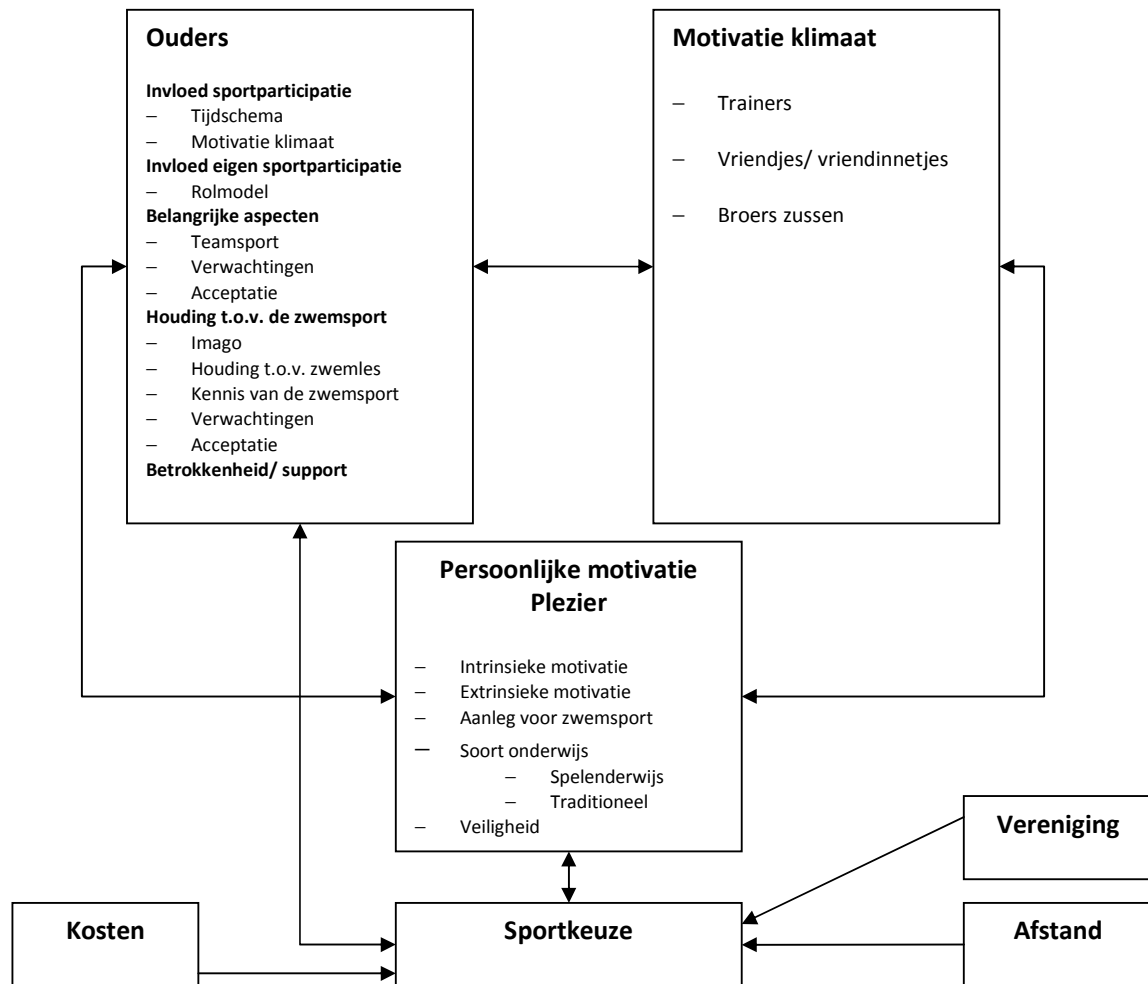 Ouders
Invloed sportparticipatie
– Tijdschema
– Motivatie klimaat
Invloed eigen sportparticipatie
– Rolmodel
Belangrijke aspecten
– Teamsport
– Verwachtingen
– Acceptatie
Houding t.o.v. de zwemsport
– Imago
– Houding t.o.v. zwemles
– Kennis van de zwemsport
– Verwachtingen
– Acceptatie
Betrokkenheid/ support
Motivatie klimaat
– Trainers
– Vriendjes/ vriendinnetjes
– Broers zussen
Persoonlijke motivatie
Plezier
– Intrinsieke motivatie
– Extrinsieke motivatie
– Aanleg voor zwemsport
– Soort onderwijs
– Spelenderwijs
– Traditioneel
– Veiligheid
Vereniging
Kosten
Sportkeuze
Afstand